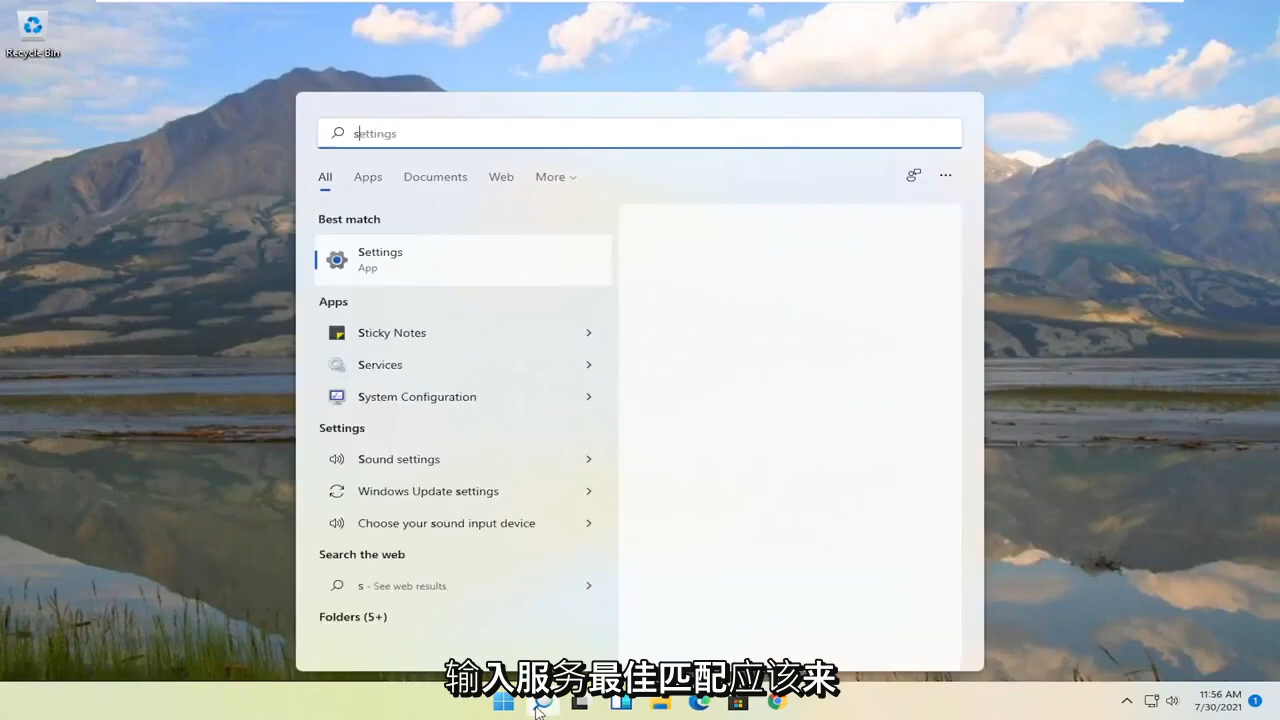 Recycle Bin
settings
All Apps Documents Web More
Best match
Settings
App
Apps
Sticky Notes
Services
System Configuration
Settings
Sound settings
Windows Update settings
Choose your sound input device
Search the web
s - See web results
Folders (5+)
输入服务最佳匹配应该来
11:56 AM
7/30/2021
1